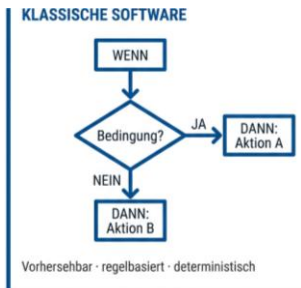 KLASSISCHE SOFTWARE
WENN
Bedingung?
JA
DANN:
Aktion A
NEIN
DANN:
Aktion B
Vorhersehbar · regelbasiert · deterministisch